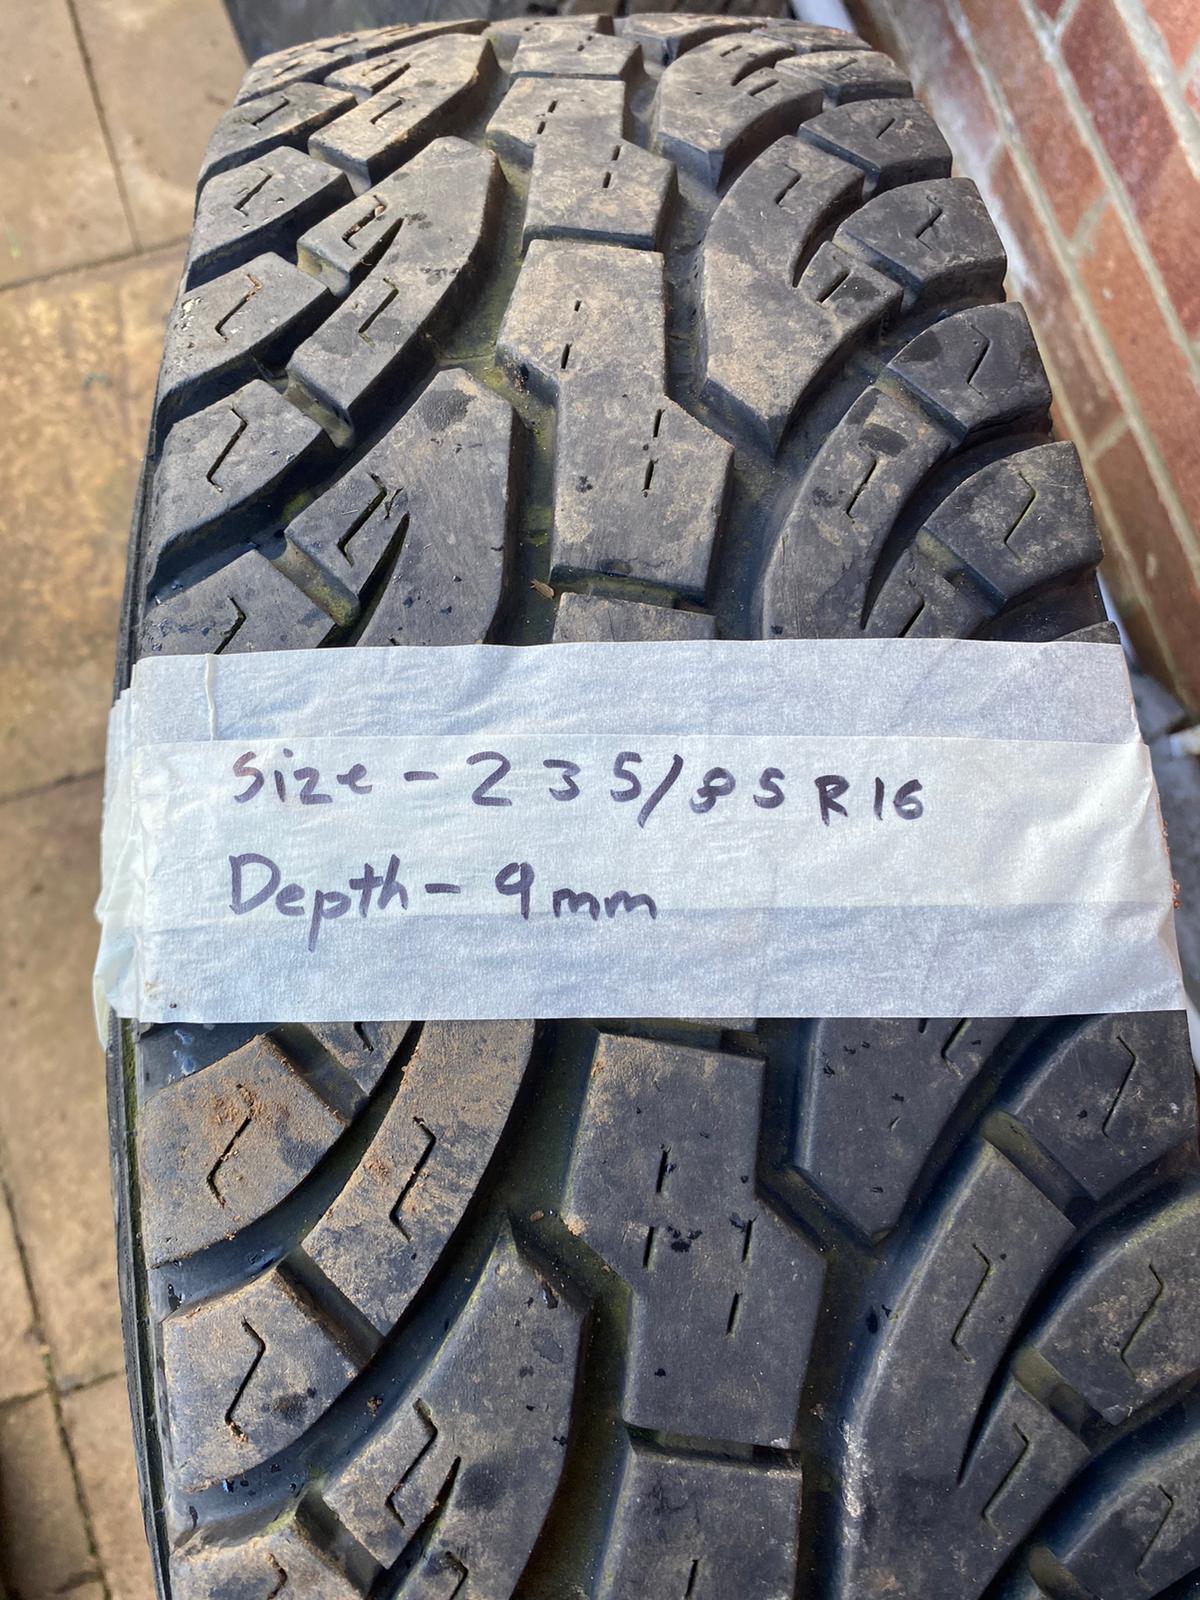 Size - 235/85 R16
Depth - 9mm